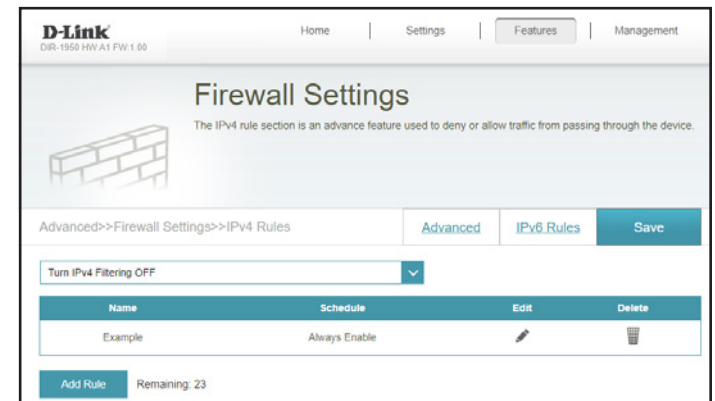 D-Link
DIR-1950 HW:A1 FW:1.00
Home Settings Features Management
Firewall Settings
The IPv4 rule section is an advance feature used to deny or allow traffic from passing through the device.
Advanced>>Firewall Settings>>IPv4 Rules Advanced IPv6 Rules Save
Turn IPv4 Filtering OFF
Name Schedule Edit Delete
Example Always Enable
Add Rule Remaining: 23